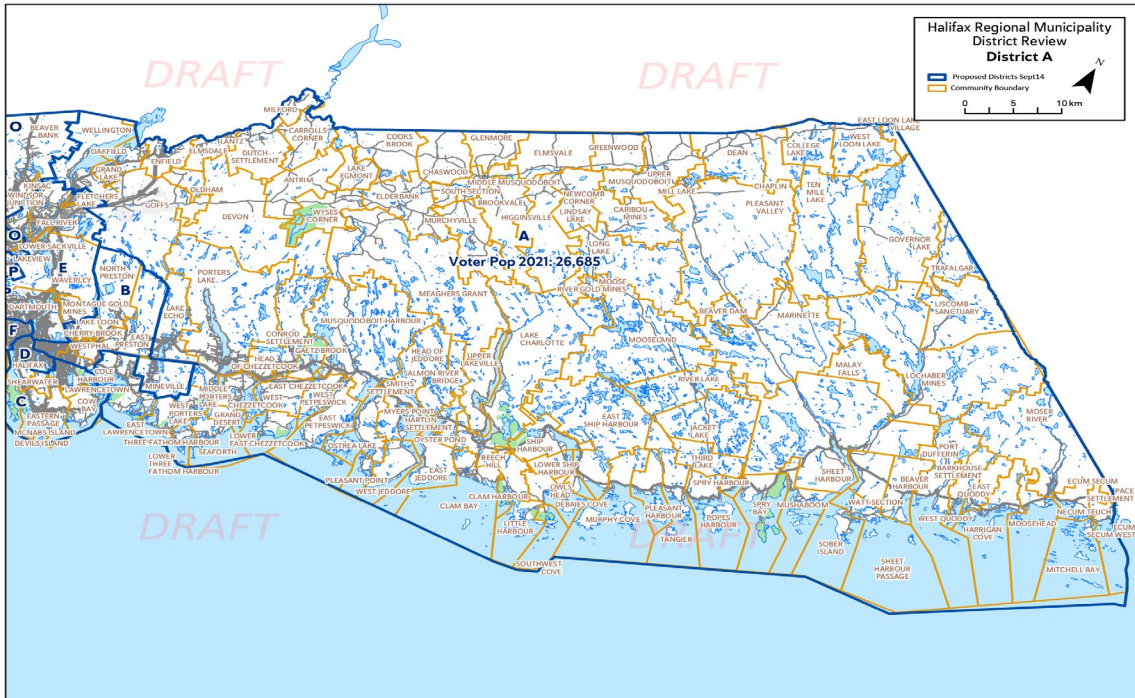 Halifax Regional Municipality
District Review
District A
N
Proposed Districts Sept14
Community Boundary
0 5 10 km
DRAFT
DRAFT
DRAFT
DRAFT
MILFORD
EAST LOON LAKE
VILLAGE
O
BEAVER
BANK
WELLINGTON
CARROLLS
CORNER
COOKS
BROOK
GLENMORE
LANTZ
ELMSDALE
DUTCH
SETTLEMENT
OAKFIELD
ENFIELD
GRAND
LAKE
ELMSVALE
GREENWOOD
DEAN
COLLEGE
LAKE
WEST
LOON LAKE
CHASWOOD
LAKE
EGMONT
ANTRIM
MIDDLE MUSQUODOBOIT
SOUTH SECTION
BROOKVALE
UPPER
MUSQUODOBOIT
MILL LAKE
KINSAC
WINDSOR
JUNCTION
FLETCHERS
LAKE
OLDHAM
GOFFS
ELDERBANK
NEWCOMB
CORNER
LINDSAY
LAKE
CARIBOU
MINES
CHAPLIN
TEN
MILE
LAKE
PLEASANT
VALLEY
DEVON
WYSES
CORNER
MURCHYVILLE
HIGGINSVILLE
FALL RIVER
O
LOWER SACKVILLE
LAKEVIEW
A
LONG
LAKE
GOVERNOR
LAKE
Voter Pop 2021: 26,685
P
E
WAVERLEY
NORTH
PRESTON
B
PORTERS
LAKE
TRAFALGAR
MOOSE
RIVER GOLD MINES
MEAGHERS GRANT
DARTMOUTH
MONTAGUE GOLD
MINES
LAKE
ECHO
MUSQUODOBOIT HARBOUR
BEAVER DAM
MARINETTE
LISCOMB
SANCTUARY
F
LAKE LOON
CHERRY BROOK
WESTPHAL
EAST
PRESTON
CONROD
SETTLEMENT
GAETZ BROOK
LAKE
CHARLOTTE
MOOSELAND
D
HALIFAX
HEAD
OF CHEZZETCOOK
HEAD OF
JEDDORE
UPPER
LAKEVILLE
MALAY
FALLS
SHEARWATER
COLE
HARBOUR
LAWRENCETOWN
MINEVILLE
MIDDLE
PORTERS
LAKE
EAST CHEZZETCOOK
WEST
CHEZZETCOOK
WEST
PETPESWICK
SALMON RIVER
BRIDGE
SMITHS
SETTLEMENT
RIVER LAKE
LOCHABER
MINES
C
COW
BAY
EASTERN
PASSAGE
MCNABS ISLAND
DEVILS ISLAND
WEST
PORTERS
LAKE
GRAND
DESERT
EAST
PETPESWICK
MYERS POINT
HARTLIN
SETTLEMENT
EAST
SHIP HARBOUR
MOSER
RIVER
EAST
LAWRENCETOWN
THREE FATHOM HARBOUR
SEAFORTH
LOWER
EAST CHEZZETCOOK
OSTREA LAKE
OYSTER POND
SHIP
HARBOUR
JACKET
LAKE
PORT
DUFFERIN
LOWER
THREE
FATHOM HARBOUR
BEECH
HILL
LOWER SHIP
HARBOUR
THIRD
LAKE
BARKHOUSE
SETTLEMENT
PLEASANT POINT
WEST JEDDORE
EAST
JEDDORE
SPRY HARBOUR
SHEET
HARBOUR
BEAVER
HARBOUR
EAST
QUODDY
ECUM SECUM
PACE
SETTLEMENT
CLAM HARBOUR
CLAM BAY
OWLS
HEAD
DEBAIES COVE
PLEASANT
HARBOUR
POPES
HARBOUR
SPRY
BAY
MUSHABOOM
WATT SECTION
WEST QUODDY
NECUM TEUCH
LITTLE
HARBOUR
MURPHY COVE
TANGIER
SOBER
ISLAND
HARRIGAN
COVE
MOOSEHEAD
ECUM
SECUM WEST
SOUTHWEST
COVE
SHEET
HARBOUR
PASSAGE
MITCHELL BAY